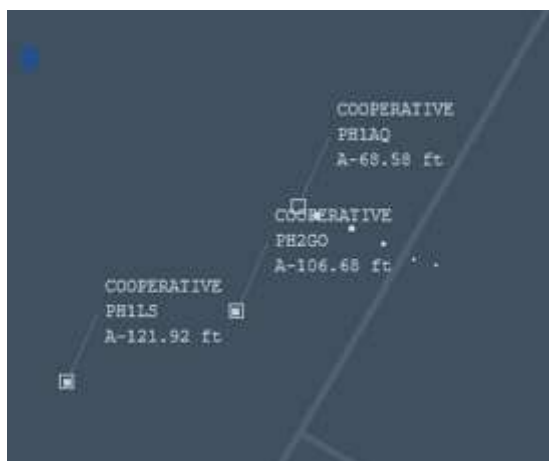 COOPERATIVE
PH1AQ
A-68.58 ft
COOPERATIVE
PH2GO
A-106.68 ft
COOPERATIVE
PH1LS
A-121.92 ft